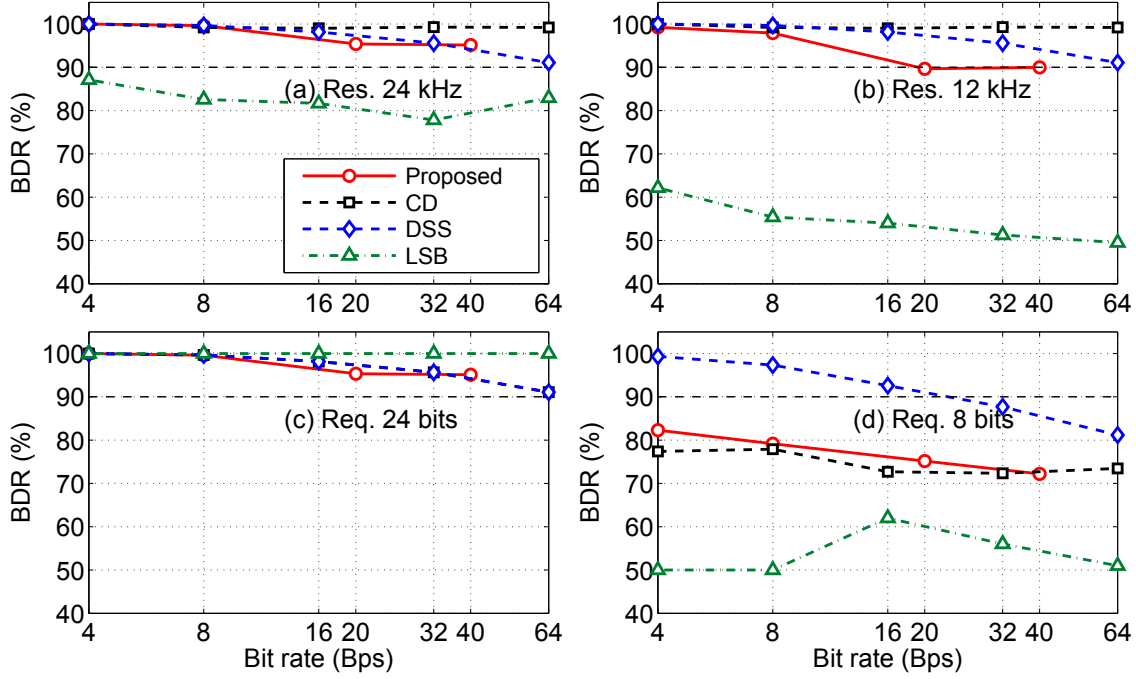 100
90
80
70
60
50
40
BDR (%)
(a) Res. 24 kHz
Proposed
CD
DSS
LSB
4 8 16 20 32 40 64
100
90
80
70
60
50
40
BDR (%)
(b) Res. 12 kHz
4 8 16 20 32 40 64
100
90
80
70
60
50
40
BDR (%)
(c) Req. 24 bits
4 8 16 20 32 40 64
Bit rate (Bps)
100
90
80
70
60
50
40
BDR (%)
(d) Req. 8 bits
4 8 16 20 32 40 64
Bit rate (Bps)